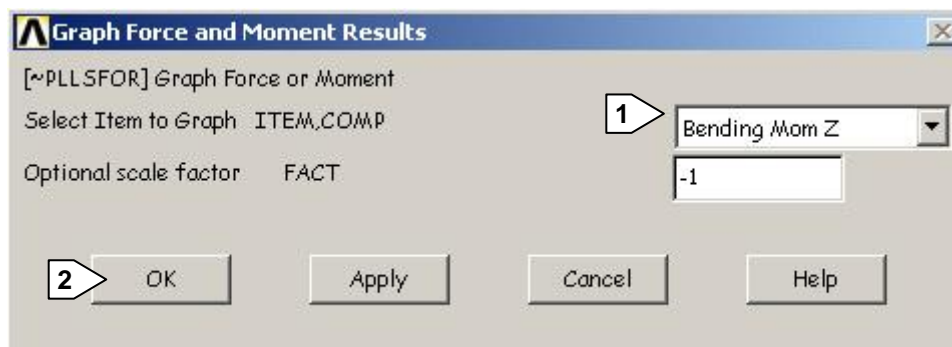 Graph Force and Moment Results
[~PLLSFOR] Graph Force or Moment
Select Item to Graph ITEM,COMP
1
Bending Mom Z
Optional scale factor FACT
-1
2
OK
Apply
Cancel
Help